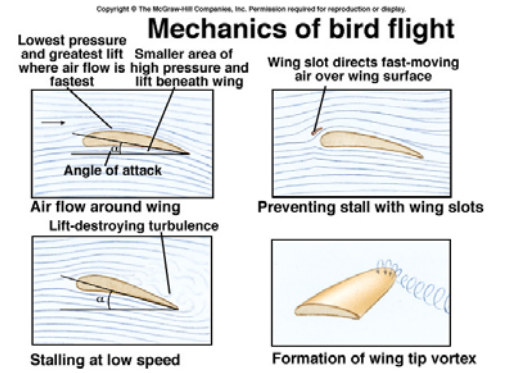 Copyright © The McGraw-Hill Companies, Inc. Permission required for reproduction or display.
Mechanics of bird flight
Lowest pressure
and greatest lift
where air flow is
fastest
Smaller area of
high pressure and
lift beneath wing
Wing slot directs fast-moving
air over wing surface
α
Angle of attack
Air flow around wing
Preventing stall with wing slots
Lift-destroying turbulence
α
Stalling at low speed
Formation of wing tip vortex